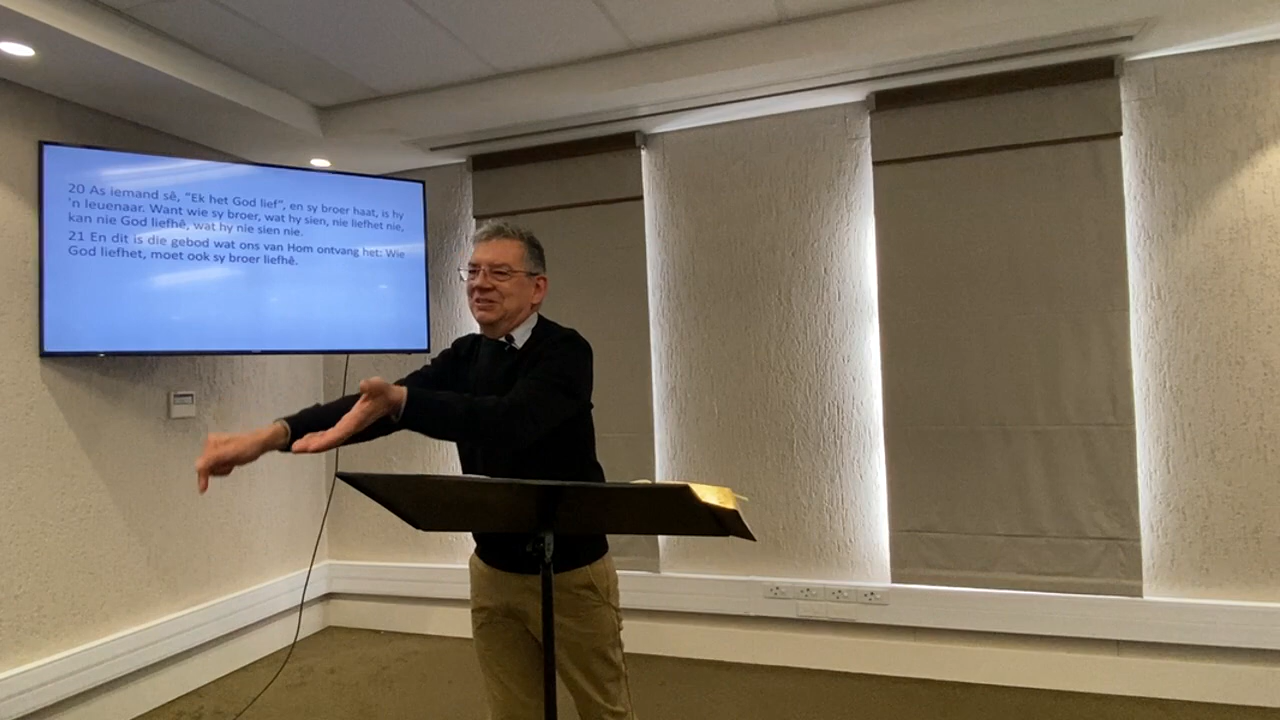 20 As iemand sê, "Ek het God lief", en sy broer haat, is hy
'n leuenaar. Want wie sy broer, wat hy sien, nie liefhet nie,
kan nie God liefhê, wat hy nie sien nie.
21 En dit is die gebod wat ons van Hom ontvang het: Wie
God liefhet, moet ook sy broer liefhê.